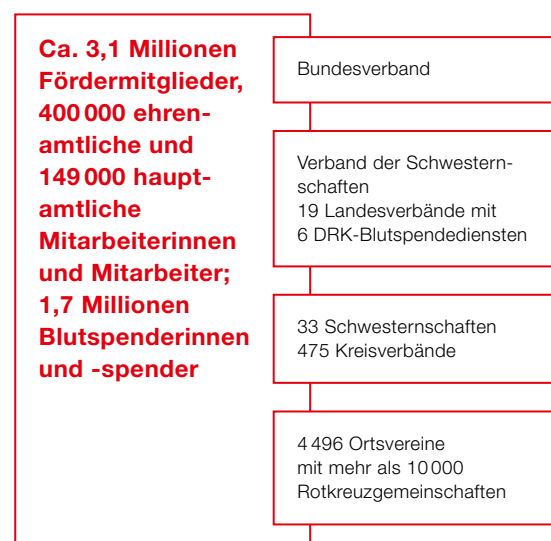 Ca. 3,1 Millionen
Fördermitglieder,
400 000 ehren-
amtliche und
149 000 haupt-
amtliche
Mitarbeiterinnen
und Mitarbeiter;
1,7 Millionen
Blutspenderinnen
und -spender
Bundesverband
Verband der Schwestern-
schaften
19 Landesverbände mit
6 DRK-Blutspendediensten
33 Schwesternschaften
475 Kreisverbände
4 496 Ortsvereine
mit mehr als 10 000
Rotkreuzgemeinschaften